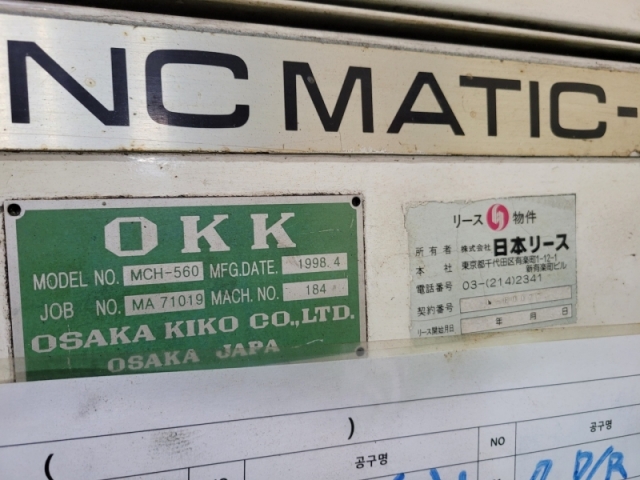 NC MATIC-
OKK
MODEL NO. MCH-560 MFG.DATE. 1998.4
JOB NO. MA 71019 MACH. NO. 184
OSAKA KIKO CO.,LTD.
OSAKA JAPA
リース 物件
所有者 株式会社 日本リース
本社 東京都千代田区有楽町1-12-1
新有楽町ビル
電話番号 03-(214)2341
契約番号
リース開始月日 年 月 日
( )
공구명 NO 공구명